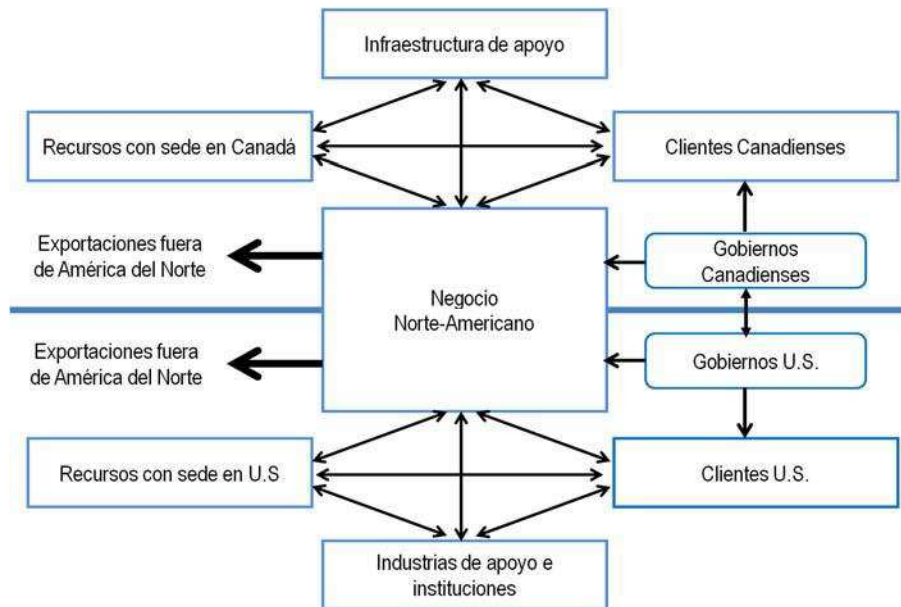 Infraestructura de apoyo
Recursos con sede en Canadá
Clientes Canadienses
Exportaciones fuera
de América del Norte
Gobiernos
Canadienses
Negocio
Norte-Americano
Exportaciones fuera
de América del Norte
Gobiernos U.S.
Recursos con sede en U.S
Clientes U.S.
Industrias de apoyo e
instituciones